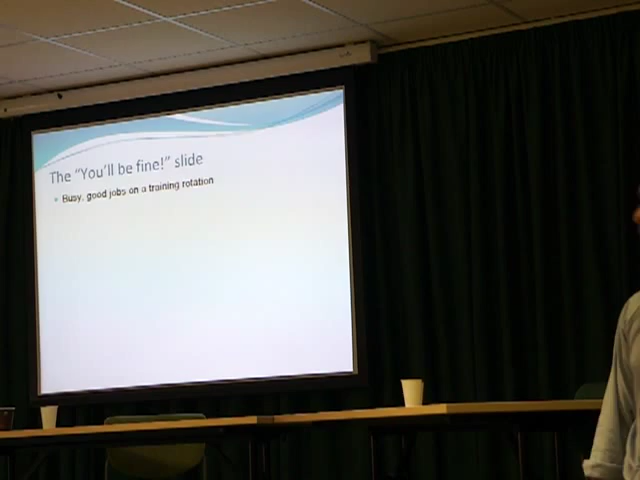 The "You'll be fine!" slide
Busy, good jobs on a training rotation